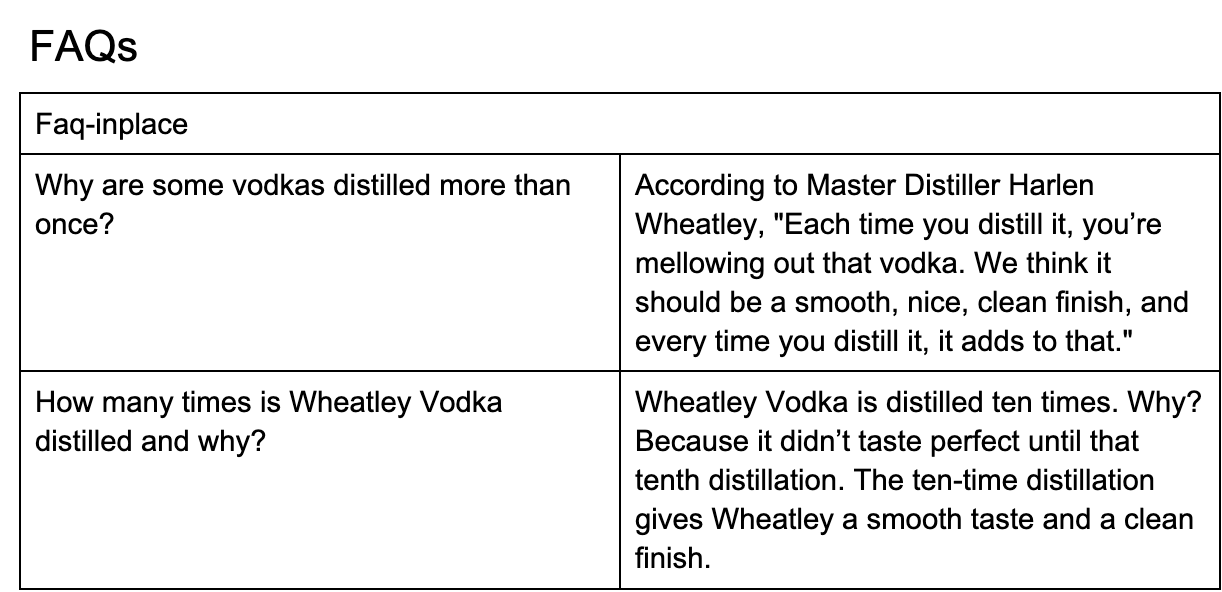 FAQs
Faq-inplace
Why are some vodkas distilled more than
once?
According to Master Distiller Harlen
Wheatley, "Each time you distill it, you’re
mellowing out that vodka. We think it
should be a smooth, nice, clean finish, and
every time you distill it, it adds to that."
How many times is Wheatley Vodka
distilled and why?
Wheatley Vodka is distilled ten times. Why?
Because it didn’t taste perfect until that
tenth distillation. The ten-time distillation
gives Wheatley a smooth taste and a clean
finish.